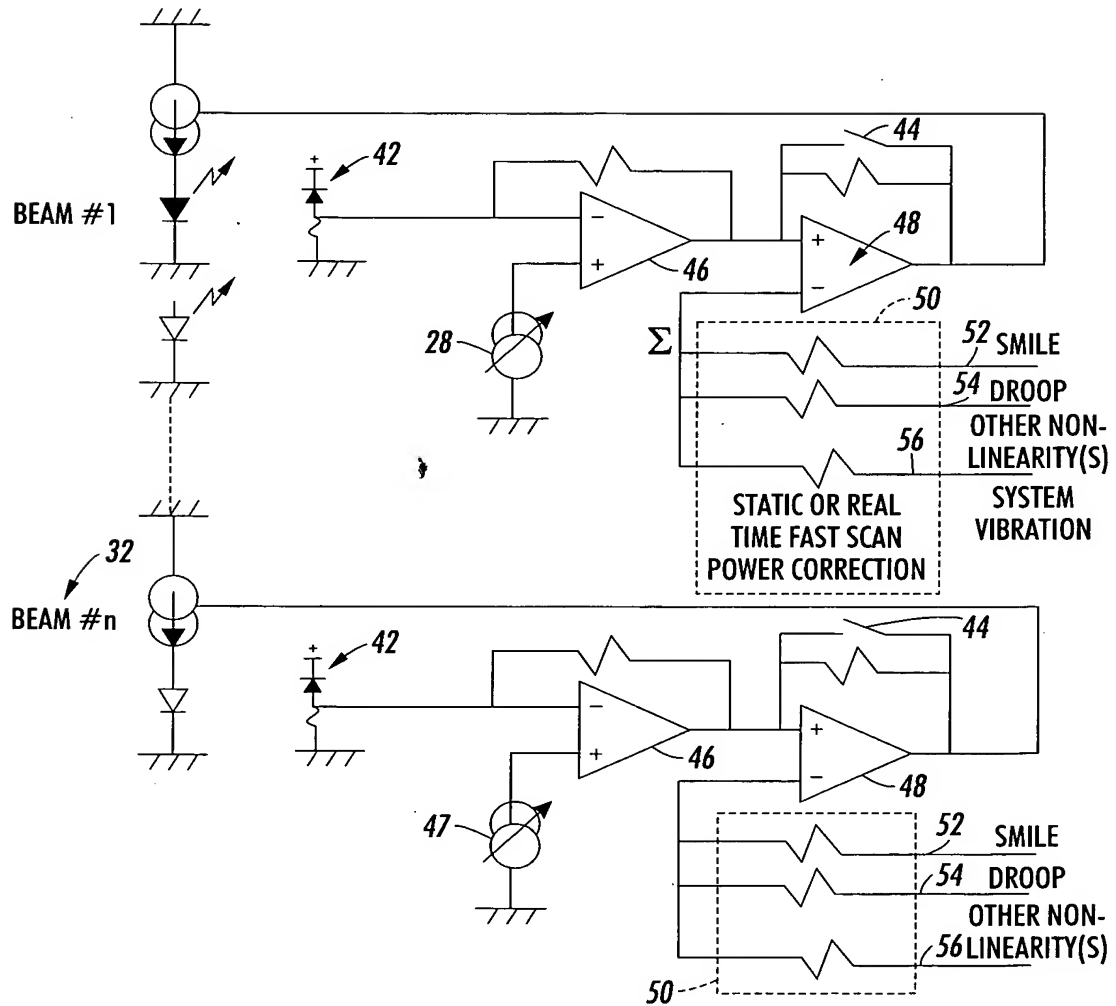 44
+
42
BEAM #1
−
+
46
+
−
48
50
28
Σ
52 SMILE
54 DROOP
OTHER NON-
LINEARITY(S)
56
SYSTEM
VIBRATION
STATIC OR REAL
TIME FAST SCAN
POWER CORRECTION
32
BEAM #n
44
+
42
−
+
46
+
−
48
47
52 SMILE
54 DROOP
OTHER NON-
56 LINEARITY(S)
50